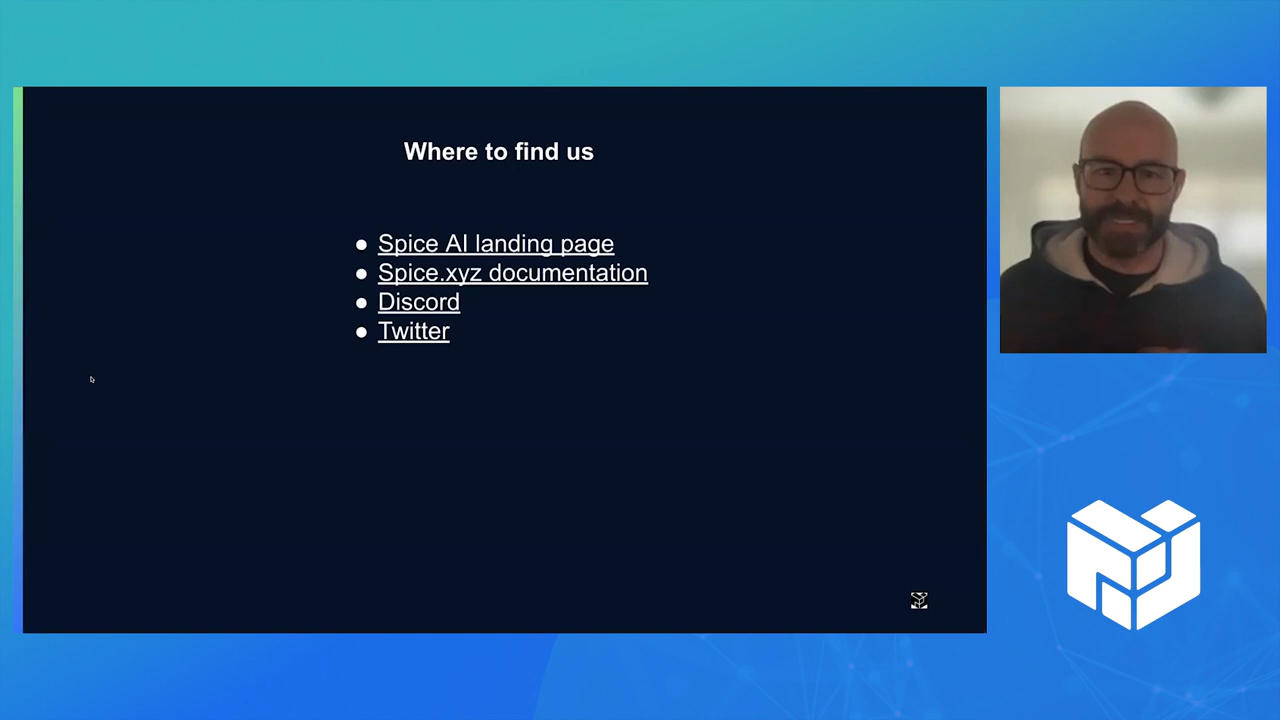 Where to find us
● Spice AI landing page
● Spice.xyz documentation
● Discord
● Twitter